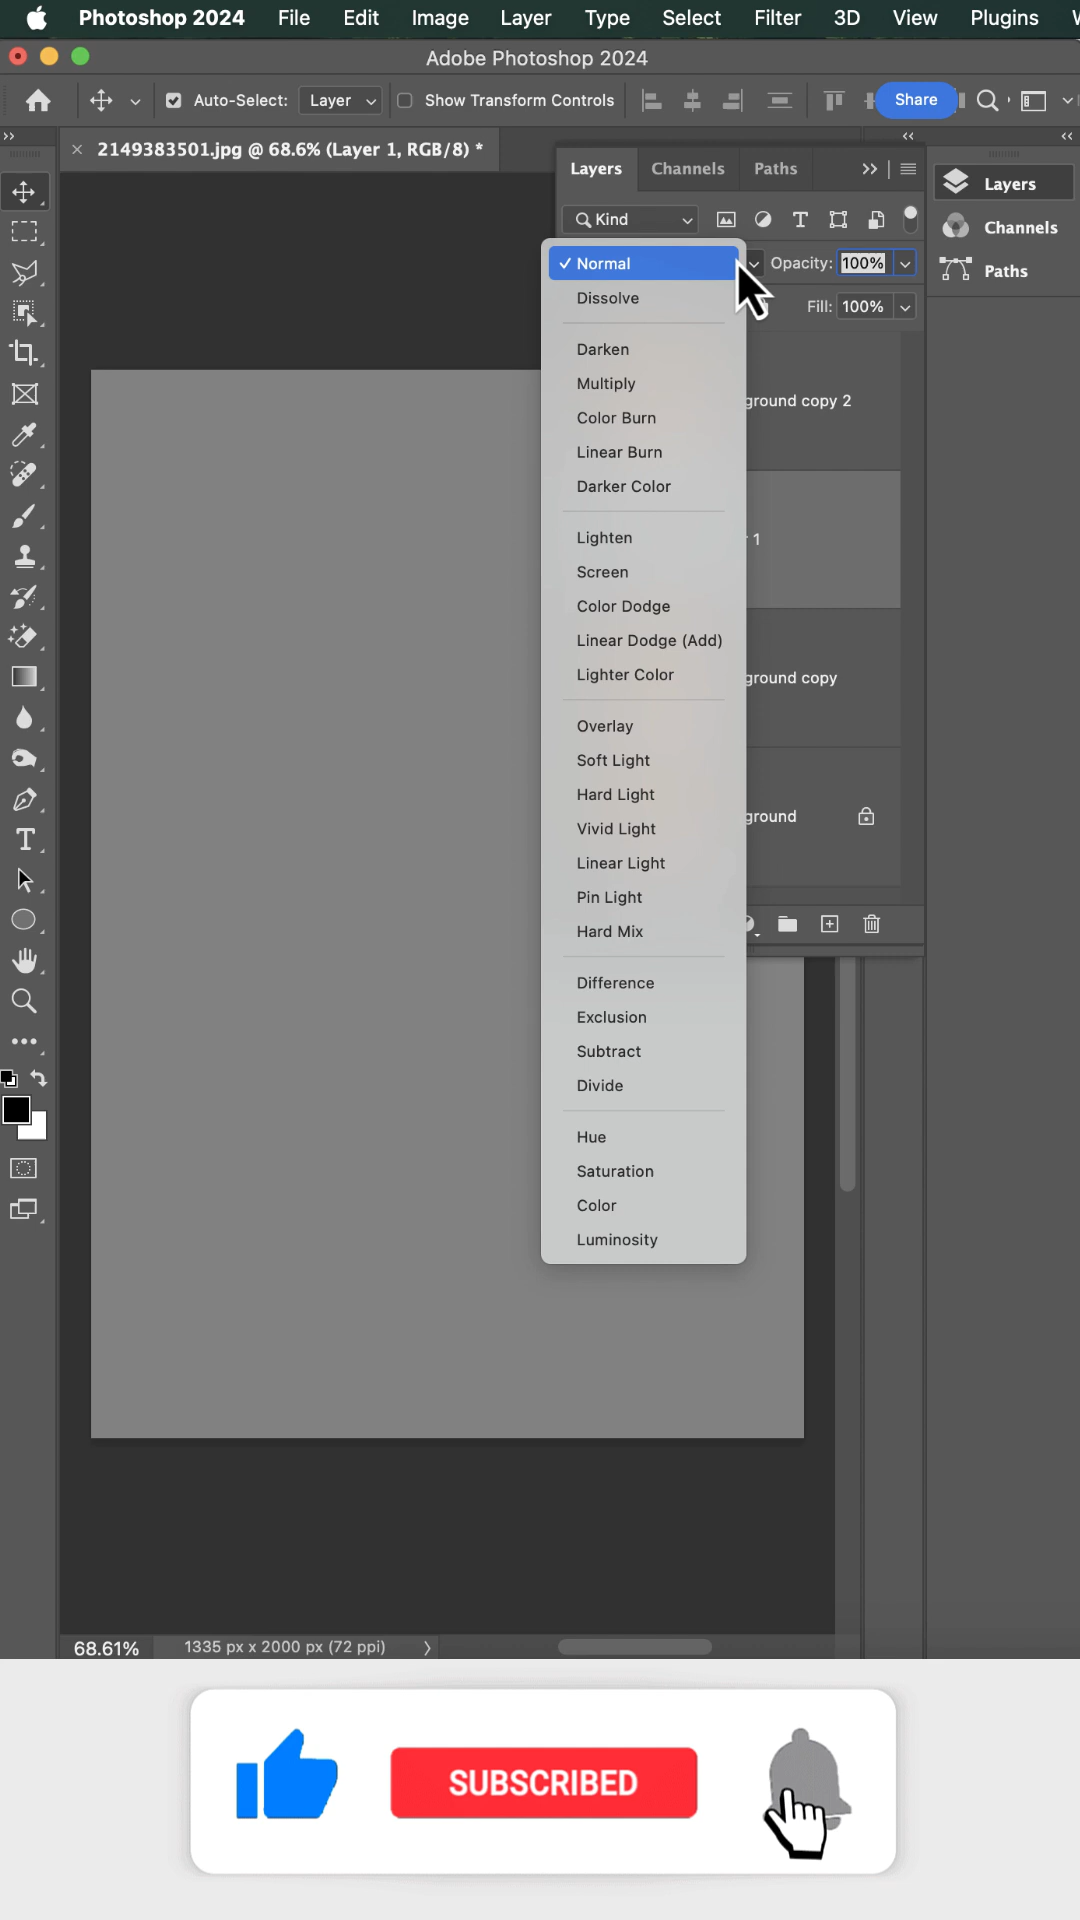 Photoshop 2024 File Edit Image Layer Type Select Filter 3D View Plugins
Adobe Photoshop 2024
Auto-Select: Layer Show Transform Controls Share
2149383501.jpg @ 68.6% (Layer 1, RGB/8) *
Layers Channels Paths
Layers
Kind
Channels
Normal Opacity: 100%
Paths
Dissolve Fill: 100%
Darken
Multiply
ground copy 2
Color Burn
Linear Burn
Darker Color
Lighten
1
Screen
Color Dodge
Linear Dodge (Add)
Lighter Color
ground copy
Overlay
Soft Light
Hard Light
ground
Vivid Light
Linear Light
Pin Light
Hard Mix
Difference
Exclusion
Subtract
Divide
Hue
Saturation
Color
Luminosity
68.61% 1335 px x 2000 px (72 ppi)
SUBSCRIBED